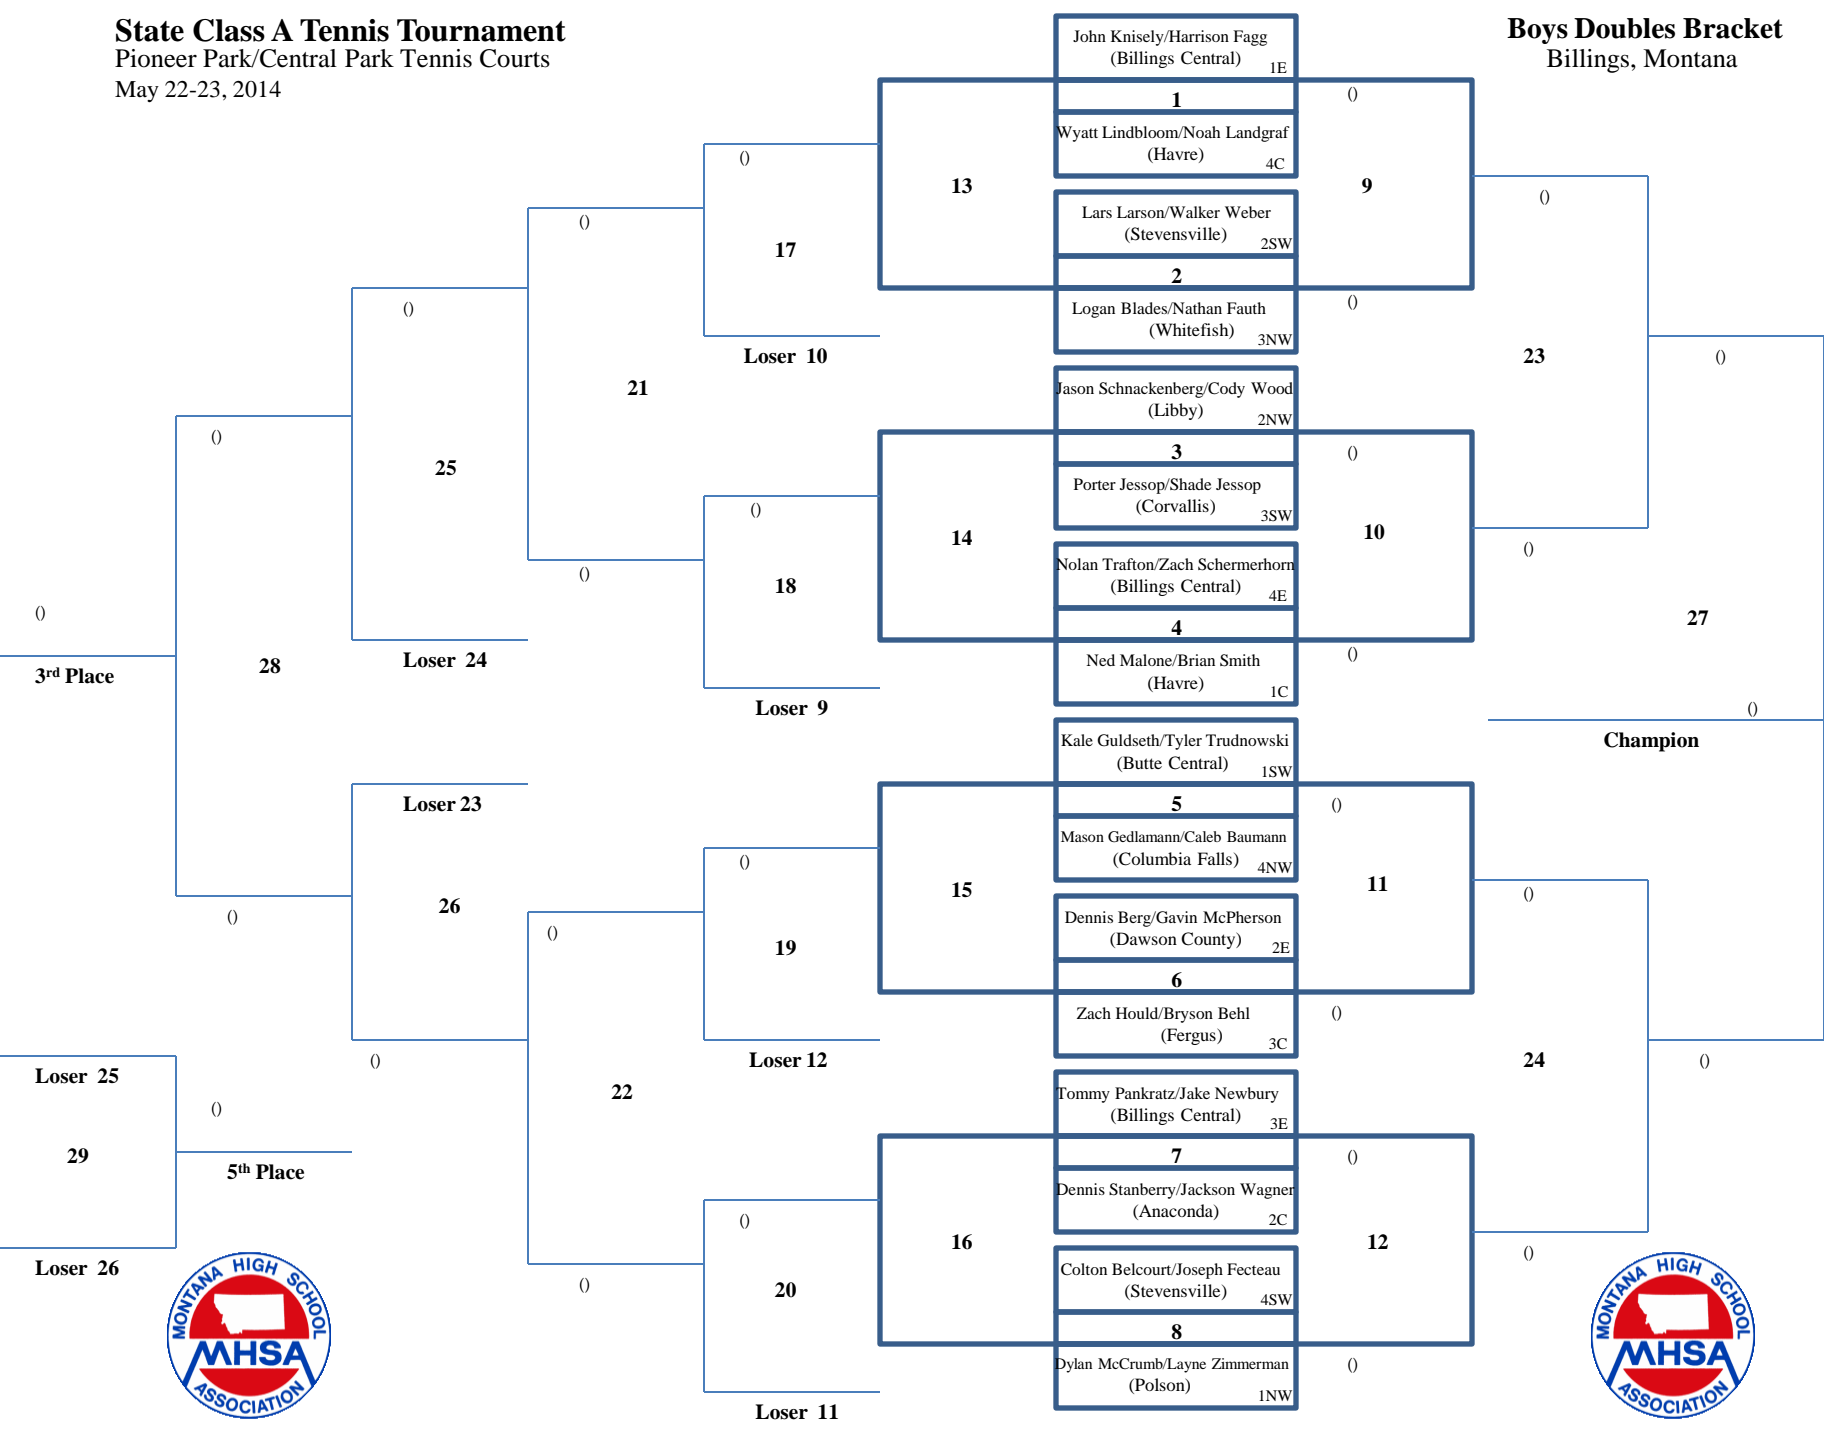 State Class A Tennis Tournament
Pioneer Park/Central Park Tennis Courts
May 22-23, 2014
Boys Doubles Bracket
Billings, Montana
John Knisely/Harrison Fagg
(Billings Central)
1E
1
Wyatt Lindbloom/Noah Landgraf
(Havre)
4C
Lars Larson/Walker Weber
(Stevensville)
2SW
2
Logan Blades/Nathan Fauth
(Whitefish)
3NW
Jason Schnackenberg/Cody Wood
(Libby)
2NW
3
Porter Jessop/Shade Jessop
(Corvallis)
3SW
Nolan Trafton/Zach Schermerhorn
(Billings Central)
4E
4
Ned Malone/Brian Smith
(Havre)
1C
Kale Guldseth/Tyler Trudnowski
(Butte Central)
1SW
5
Mason Gedlamann/Caleb Baumann
(Columbia Falls)
4NW
Dennis Berg/Gavin McPherson
(Dawson County)
2E
6
Zach Hould/Bryson Behl
(Fergus)
3C
Tommy Pankratz/Jake Newbury
(Billings Central)
3E
7
Dennis Stanberry/Jackson Wagner
(Anaconda)
2C
Colton Belcourt/Joseph Fecteau
(Stevensville)
4SW
8
Dylan McCrumb/Layne Zimmerman
(Polson)
1NW
()
9
()
()
10
()
()
11
()
()
12
()
()
23
()
()
24
()
()
27
()
()
Champion
13
14
15
16
()
17
Loser 10
()
18
Loser 9
()
19
Loser 12
()
20
Loser 11
()
21
()
()
22
()
()
25
Loser 24
Loser 23
26
()
()
28
()
()
3rd Place
Loser 25
29
Loser 26
()
5th Place
MONTANA HIGH SCHOOL
MHSA
ASSOCIATION
MONTANA HIGH SCHOOL
MHSA
ASSOCIATION